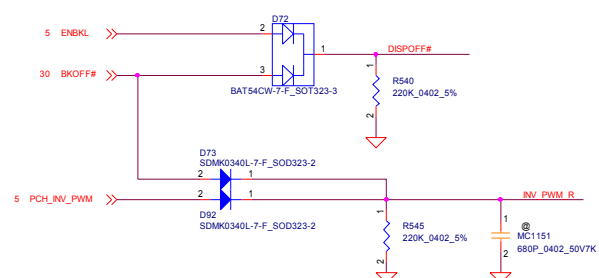 D72
5 ENBKL 2
1 DISPOFF#
30 BKOFF# 3
BAT54CW-7-F_SOT323-3
1
R540
220K_0402_5%
2
D73
SDMK0340L-7-F_SOD323-2
2 1
5 PCH_INV_PWM 2 1 INV_PWM_R
D92
SDMK0340L-7-F_SOD323-2
1
R545
220K_0402_5%
2
1
@
MC1151
680P_0402_50V7K
2